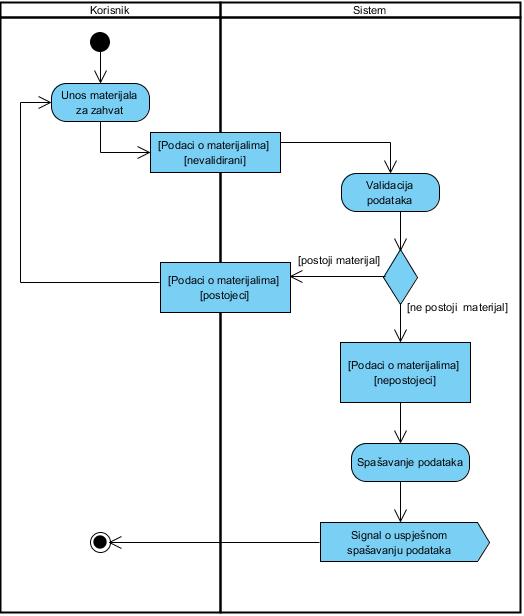 Korisnik
Sistem
Unos materijala
za zahvat
[Podaci o materijalima]
[nevalidirani]
Validacija
podataka
[postoji materijal]
[Podaci o materijalima]
[postojeci]
[ne postoji  materijal]
[Podaci o materijalima]
[nepostojeci]
Spašavanje podataka
Signal o uspješnom
spašavanju podataka